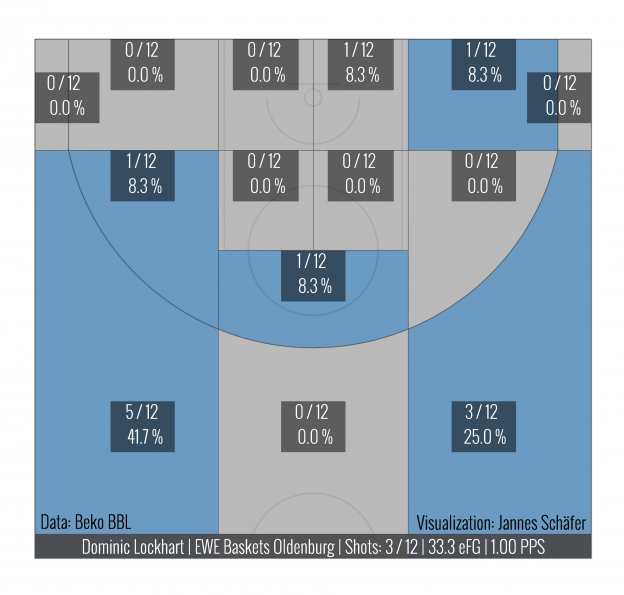 0 / 12
0.0 %
0 / 12
0.0 %
1 / 12
8.3 %
1 / 12
8.3 %
0 / 12
0.0 %
0 / 12
0.0 %
1 / 12
8.3 %
0 / 12
0.0 %
0 / 12
0.0 %
0 / 12
0.0 %
1 / 12
8.3 %
5 / 12
41.7 %
0 / 12
0.0 %
3 / 12
25.0 %
Data: Beko BBL
Visualization: Jannes Schäfer
Dominic Lockhart | EWE Baskets Oldenburg | Shots: 3 / 12 | 33.3 eFG | 1.00 PPS